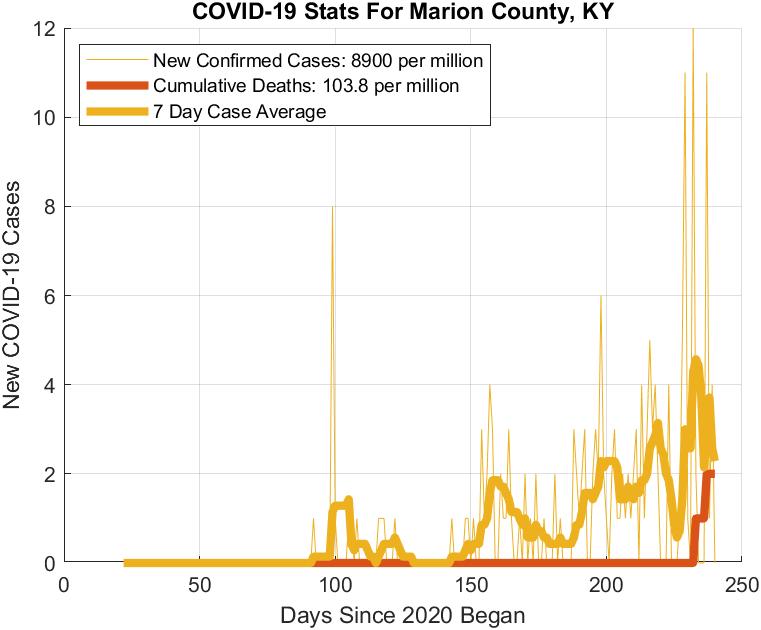 COVID-19 Stats For Marion County, KY
New Confirmed Cases: 8900 per million
Cumulative Deaths: 103.8 per million
7 Day Case Average
New COVID-19 Cases
12
10
8
6
4
2
0
0 50 100 150 200 250
Days Since 2020 Began